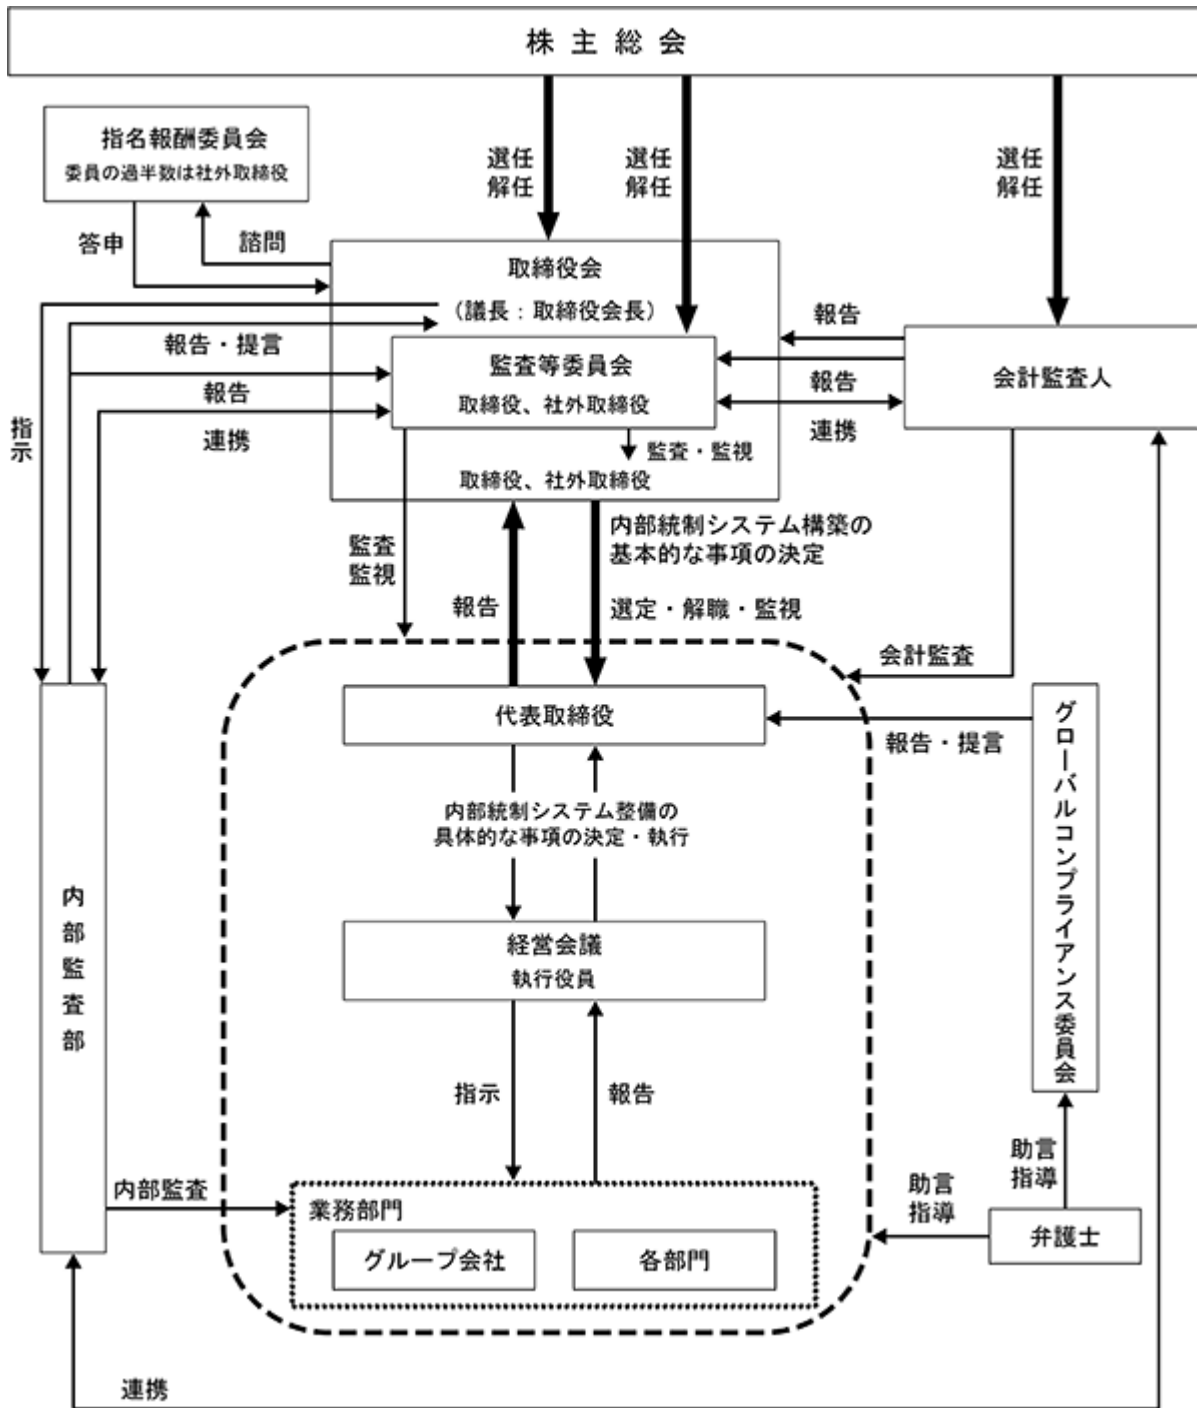 株主総会
指名報酬委員会
委員の過半数は社外取締役
選任
解任
選任
解任
選任
解任
答申
諮問
取締役会
(議長：取締役会長)
報告・提言
報告
連携
指示
監査等委員会
取締役、社外取締役
監査・監視
取締役、社外取締役
報告
報告
連携
会計監査人
監査
監視
報告
内部統制システム構築の
基本的な事項の決定
選定・解職・監視
会計監査
代表取締役
報告・提言
グローバルコンプライアンス委員会
内部統制システム整備の
具体的な事項の決定・執行
内部監査部
経営会議
執行役員
指示
報告
助言
指導
助言
指導
弁護士
内部監査
業務部門
グループ会社
各部門
連携